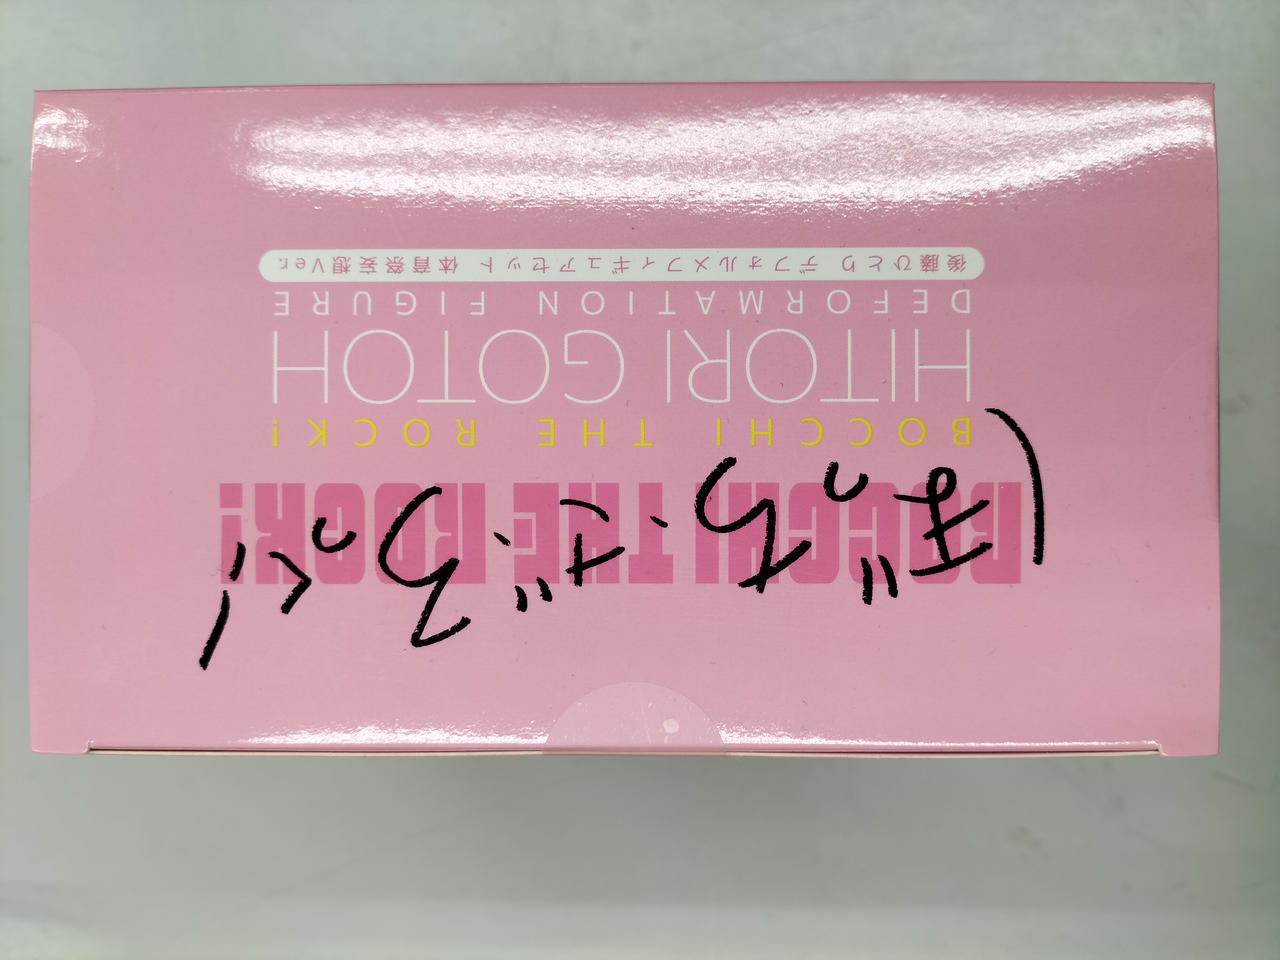 ぼっち・ざ・ろっく!
BOCCHI THE ROCK!
BOCCHI THE ROCK!
HITORI GOTOH
DEFORMATION FIGURE
後藤ひとり デフォルメフィギュアセット 体育祭妄想Ver.